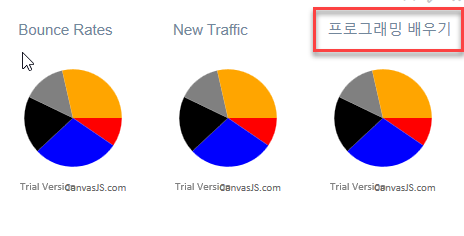 Bounce Rates
New Traffic
프로그래밍 배우기
Trial Version CanvasJS.com
Trial Version CanvasJS.com
Trial Version CanvasJS.com